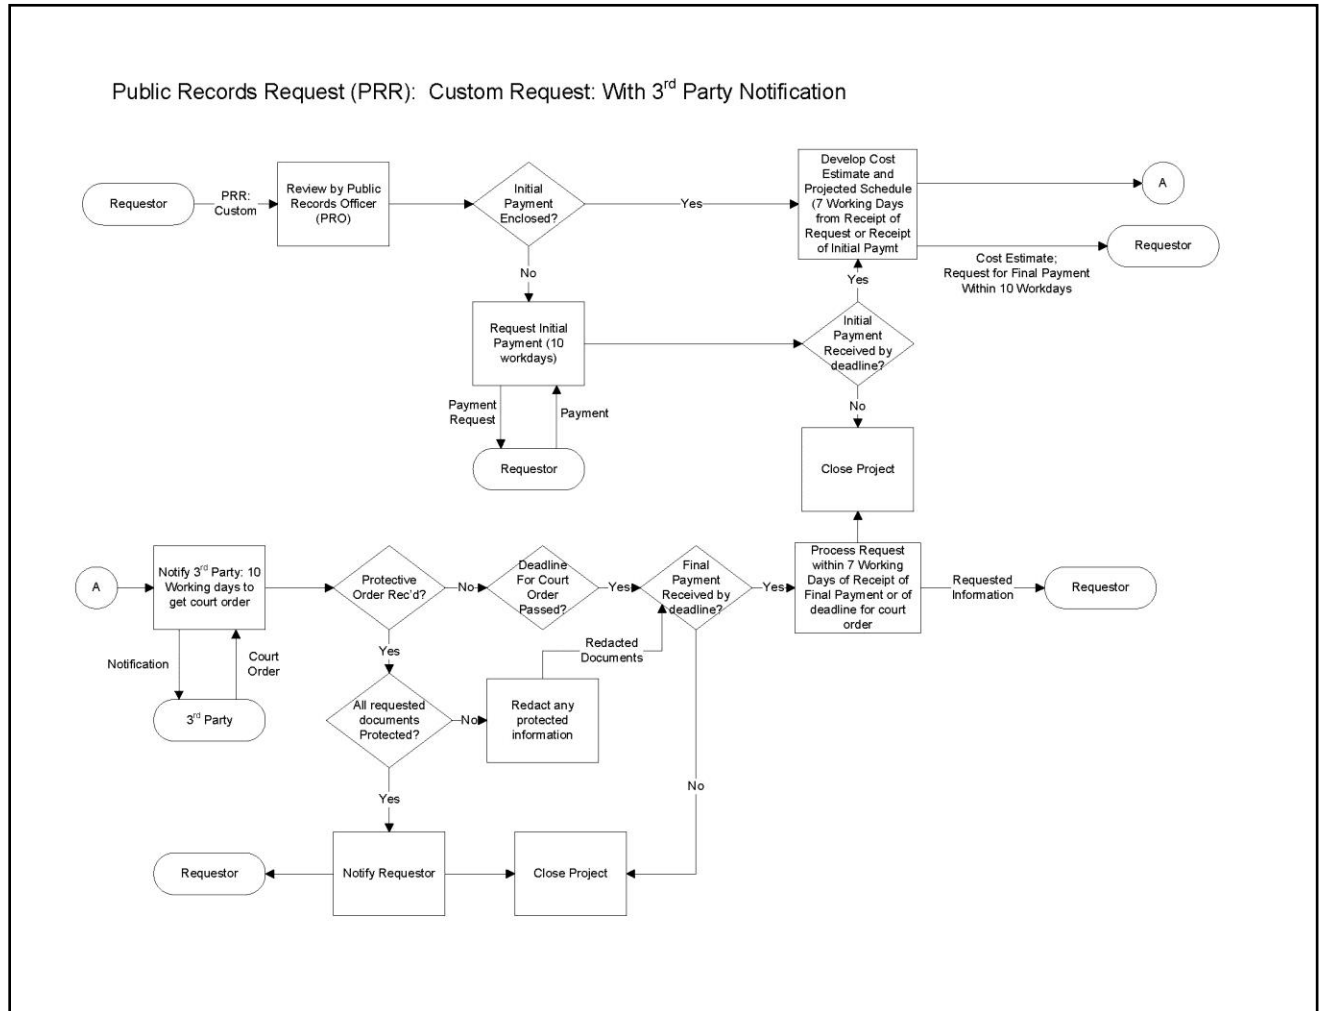 Public Records Request (PRR): Custom Request: With 3rd Party Notification
Requestor
PRR:
Custom
Review by Public
Records Officer
(PRO)
Initial
Payment
Enclosed?
Yes
Develop Cost
Estimate and
Projected Schedule
(7 Working Days
from Receipt of
Request or Receipt
of Initial Paymt
A
Requestor
Cost Estimate;
Request for Final Payment
Within 10 Workdays
No
Yes
Request Initial
Payment (10
workdays)
Initial
Payment
Received by
deadline?
Payment
Request
Payment
No
Requestor
Close Project
A
Notify 3rd Party: 10
Working days to
get court order
Protective
Order Rec'd?
No
Deadline
For Court
Order
Passed?
Yes
Final
Payment
Received by
deadline?
Yes
Process Request
within 7 Working
Days of Receipt of
Final Payment or of
deadline for court
order
Requested
Information
Requestor
Notification
Court
Order
Yes
Redacted
Documents
3rd Party
All requested
documents
Protected?
No
Redact any
protected
information
Yes
No
Requestor
Notify Requestor
Close Project